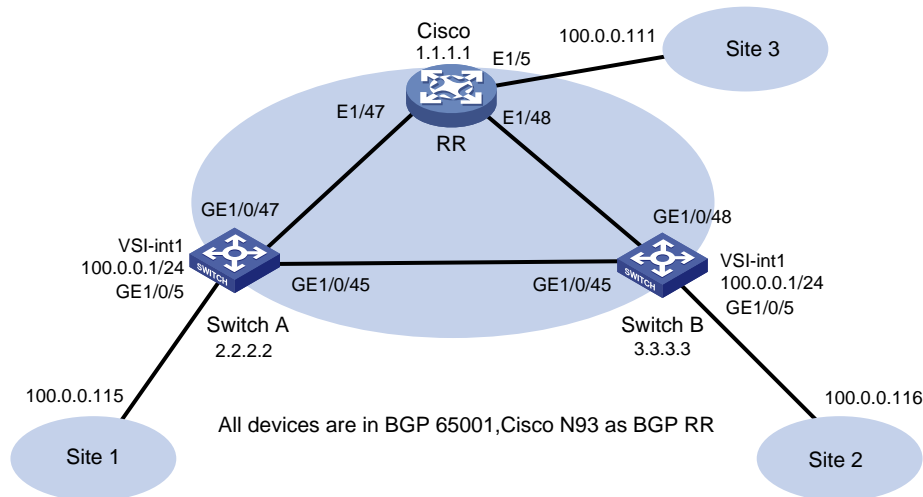 Cisco
1.1.1.1
E1/5
100.0.0.111
Site 3
E1/47
E1/48
RR
GE1/0/47
GE1/0/48
VSI-int1
100.0.0.1/24
GE1/0/5
SWITCH
GE1/0/45
GE1/0/45
SWITCH
VSI-int1
100.0.0.1/24
GE1/0/5
Switch A
2.2.2.2
Switch B
3.3.3.3
100.0.0.115
100.0.0.116
All devices are in BGP 65001,Cisco N93 as BGP RR
Site 1
Site 2